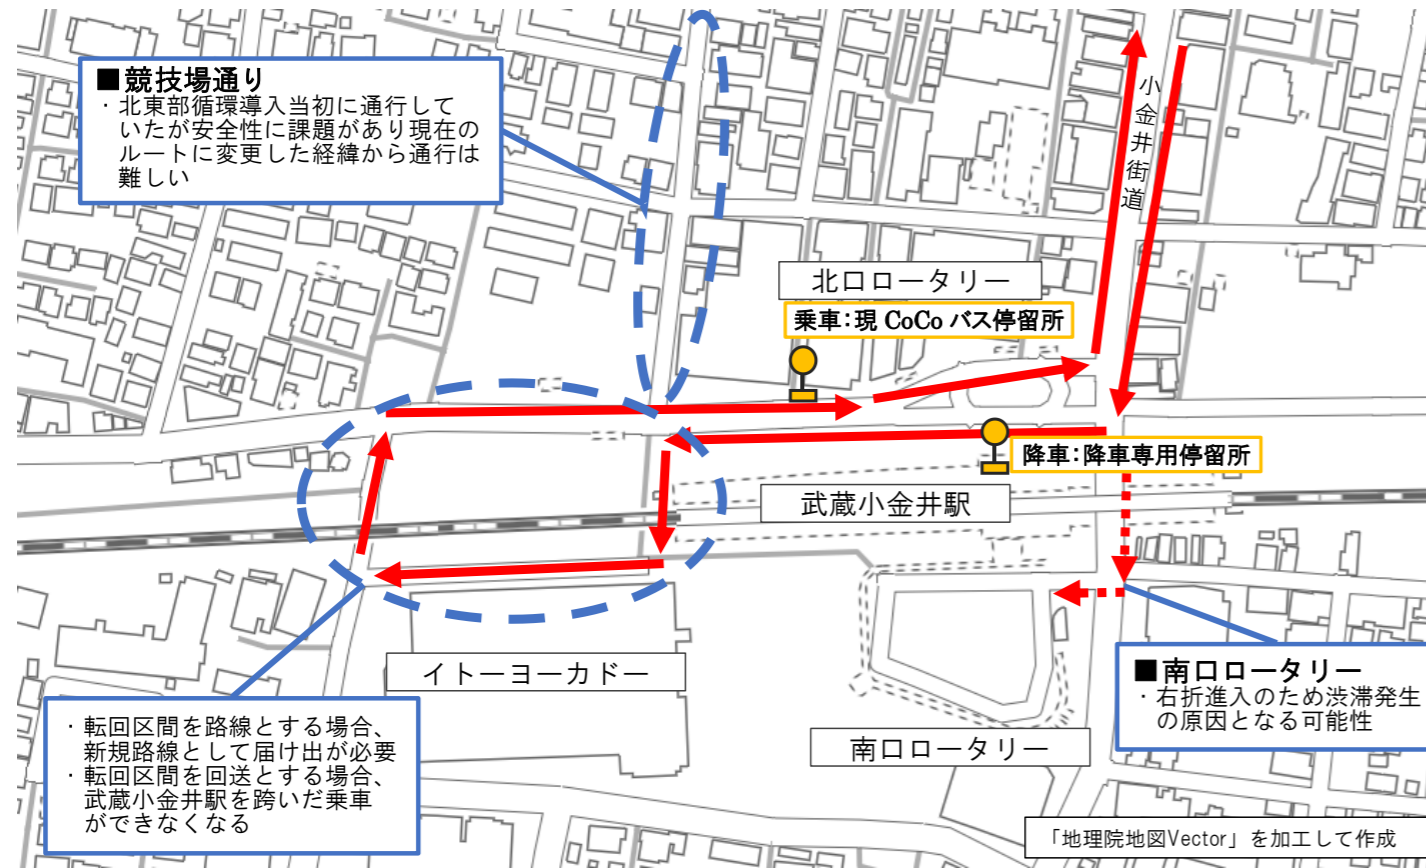 ■競技場通り
・北東部循環導入当初に通行して
いたが安全性に課題があり現在の
ルートに変更した経緯から通行は
難しい
小金井街道
北口ロータリー
乗車：現 CoCo バス停留所
降車：降車専用停留所
武蔵小金井駅
イトーヨーカドー
■南口ロータリー
・右折進入のため渋滞発生
の原因となる可能性
・転回区間を路線とする場合、
新規路線として届け出が必要
・転回区間を回送とする場合、
武蔵小金井駅を跨いだ乗車
ができなくなる
南口ロータリー
「地理院地図Vector」を加工して作成